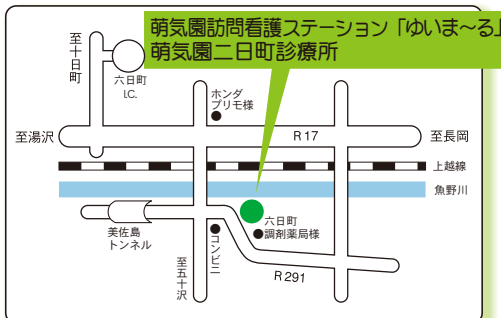 萌気園訪問看護ステーション「ゆいま～る」
萌気園二日町診療所
至十日町
六日町
I.C.
ホンダ
プリモ様
至湯沢
R 17
至長岡
上越線
魚野川
美佐島
トンネル
六日町
調剤薬局様
コンビニ
至五十沢
R 291